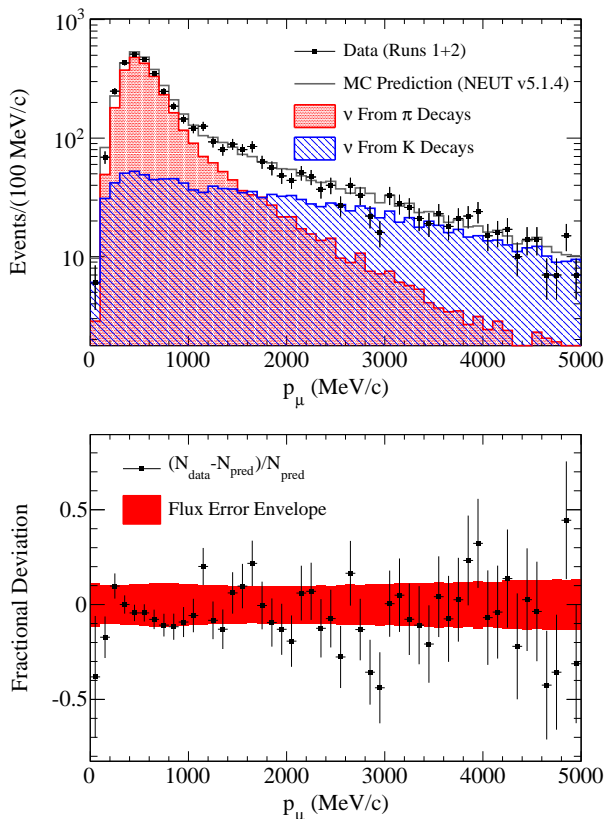 Data (Runs 1+2)
MC Prediction (NEUT v5.1.4)
ν From π Decays
ν From K Decays
Events/(100 MeV/c)
10³
10²
10
0 1000 2000 3000 4000 5000
p_μ (MeV/c)
(N_data-N_pred)/N_pred
Flux Error Envelope
Fractional Deviation
0.5
0
-0.5
0 1000 2000 3000 4000 5000
p_μ (MeV/c)